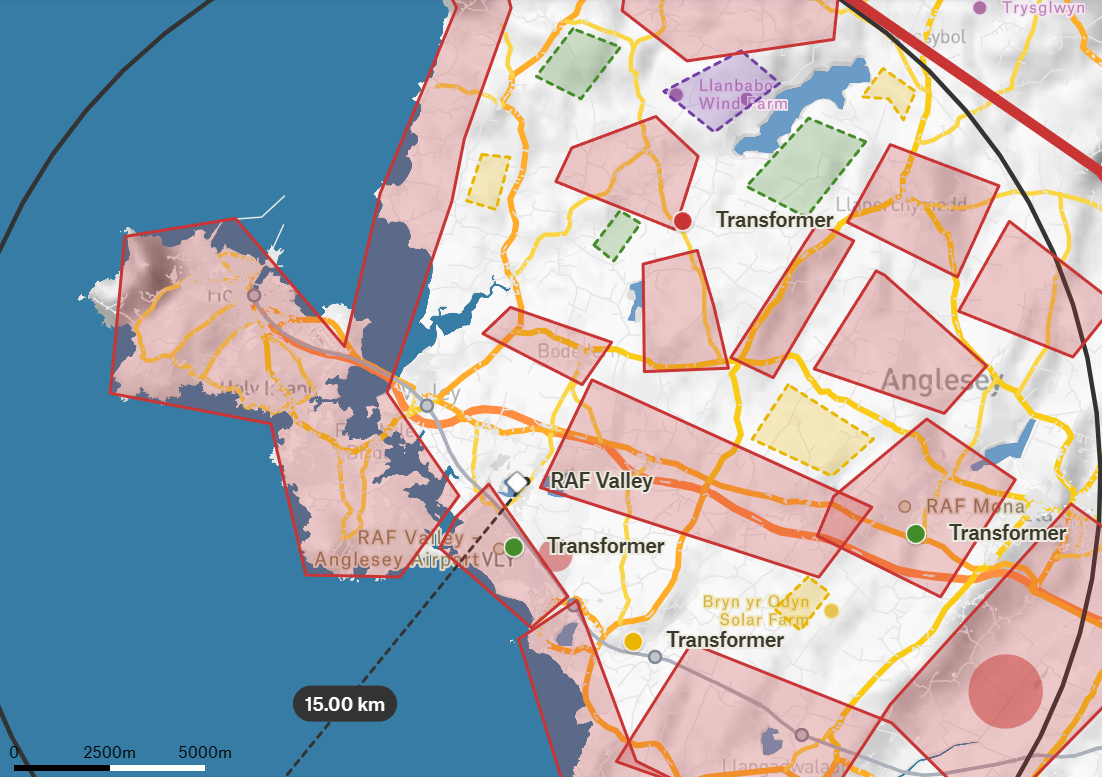 Trysglwyn
Llanbabo
Wind Farm
Transformer
Bode
Anglesey
RAF Valley
RAF Mona
Transformer
RAF Valley -
Anglesey Airport
VLY
Transformer
Bryn yr Odyn
Solar Farm
Transformer
15.00 km
0 2500m 5000m